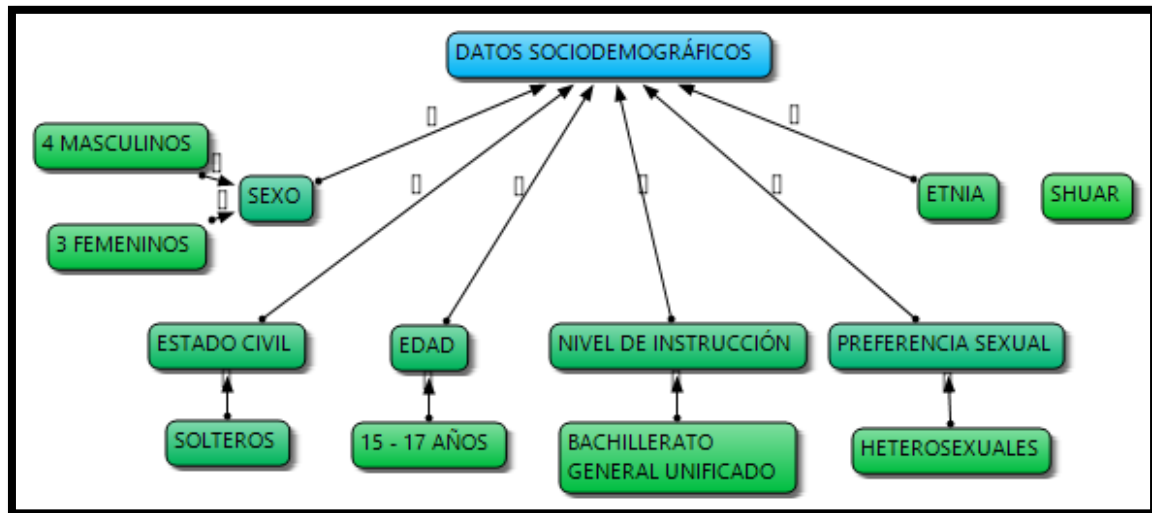 DATOS SOCIODEMOGRÁFICOS
4 MASCULINOS
SEXO
ETNIA
SHUAR
3 FEMENINOS
ESTADO CIVIL
EDAD
NIVEL DE INSTRUCCIÓN
PREFERENCIA SEXUAL
SOLTEROS
15 - 17 AÑOS
BACHILLERATO
GENERAL UNIFICADO
HETEROSEXUALES